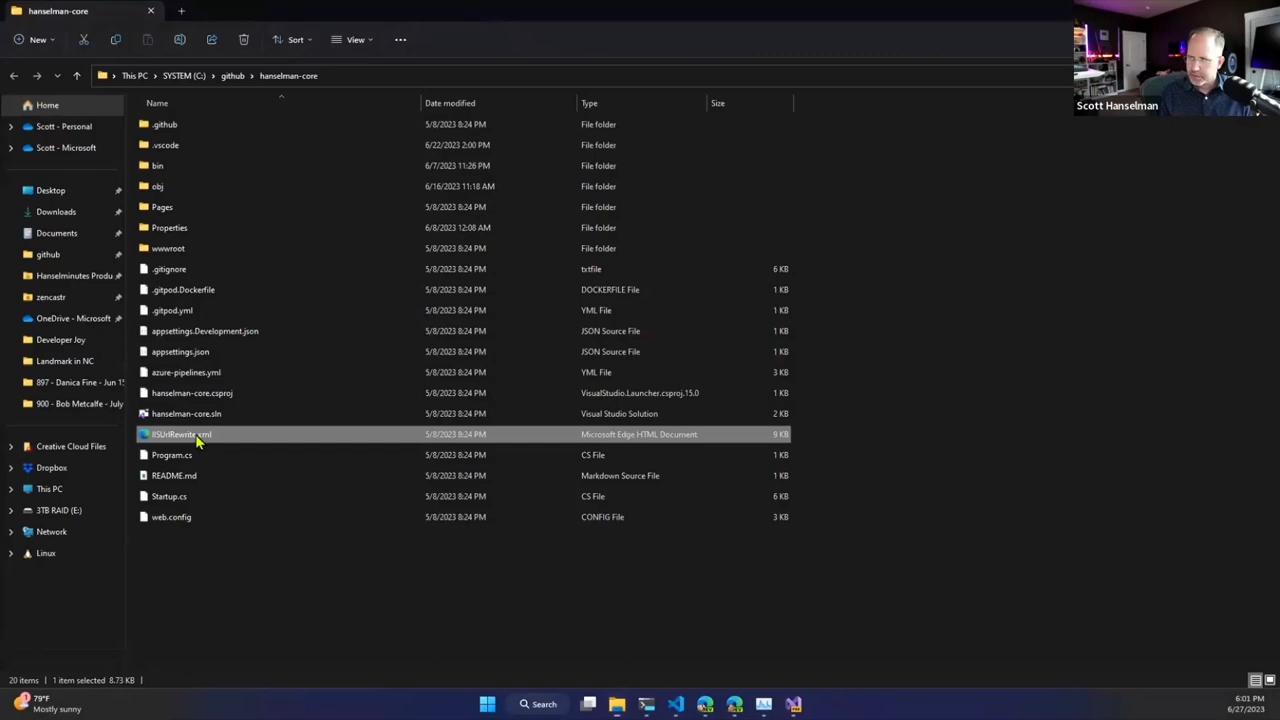 hanselman-core
New
Sort
View
This PC
SYSTEM (C:)
github
hanselman-core
Scott Hanselman
Name
Date modified
Type
Size
Home
Scott - Personal
Scott - Microsoft
Desktop
Downloads
Documents
github
Hanselminutes Produ
zencastr
OneDrive - Microsoft
Developer Joy
Landmark in NC
897 - Danica Fine - Jun 15
900 - Bob Metcalfe - July
Creative Cloud Files
Dropbox
This PC
3TB RAID (E:)
Network
Linux
.github 5/8/2023 8:24 PM File folder
.vscode 6/22/2023 2:00 PM File folder
bin 6/7/2023 11:26 PM File folder
obj 6/16/2023 11:18 AM File folder
Pages 5/8/2023 8:24 PM File folder
Properties 6/8/2023 12:08 AM File folder
wwwroot 5/8/2023 8:24 PM File folder
.gitignore 5/8/2023 8:24 PM txtfile 6 KB
.gitpod.Dockerfile 5/8/2023 8:24 PM DOCKERFILE File 1 KB
.gitpod.yml 5/8/2023 8:24 PM YML File 1 KB
appsettings.Development.json 5/8/2023 8:24 PM JSON Source File 1 KB
appsettings.json 5/8/2023 8:24 PM JSON Source File 1 KB
azure-pipelines.yml 5/8/2023 8:24 PM YML File 3 KB
hanselman-core.csproj 5/8/2023 8:24 PM VisualStudio.Launcher.csproj.15.0 1 KB
hanselman-core.sln 5/8/2023 8:24 PM Visual Studio Solution 2 KB
IISUrlRewrite.xml 5/8/2023 8:24 PM Microsoft Edge HTML Document 9 KB
Program.cs 5/8/2023 8:24 PM CS File 1 KB
README.md 5/8/2023 8:24 PM Markdown Source File 1 KB
Startup.cs 5/8/2023 8:24 PM CS File 6 KB
web.config 5/8/2023 8:24 PM CONFIG File 3 KB
20 items 1 item selected 8.73 KB
1
79°F
Mostly sunny
Search
6:01 PM
6/27/2023